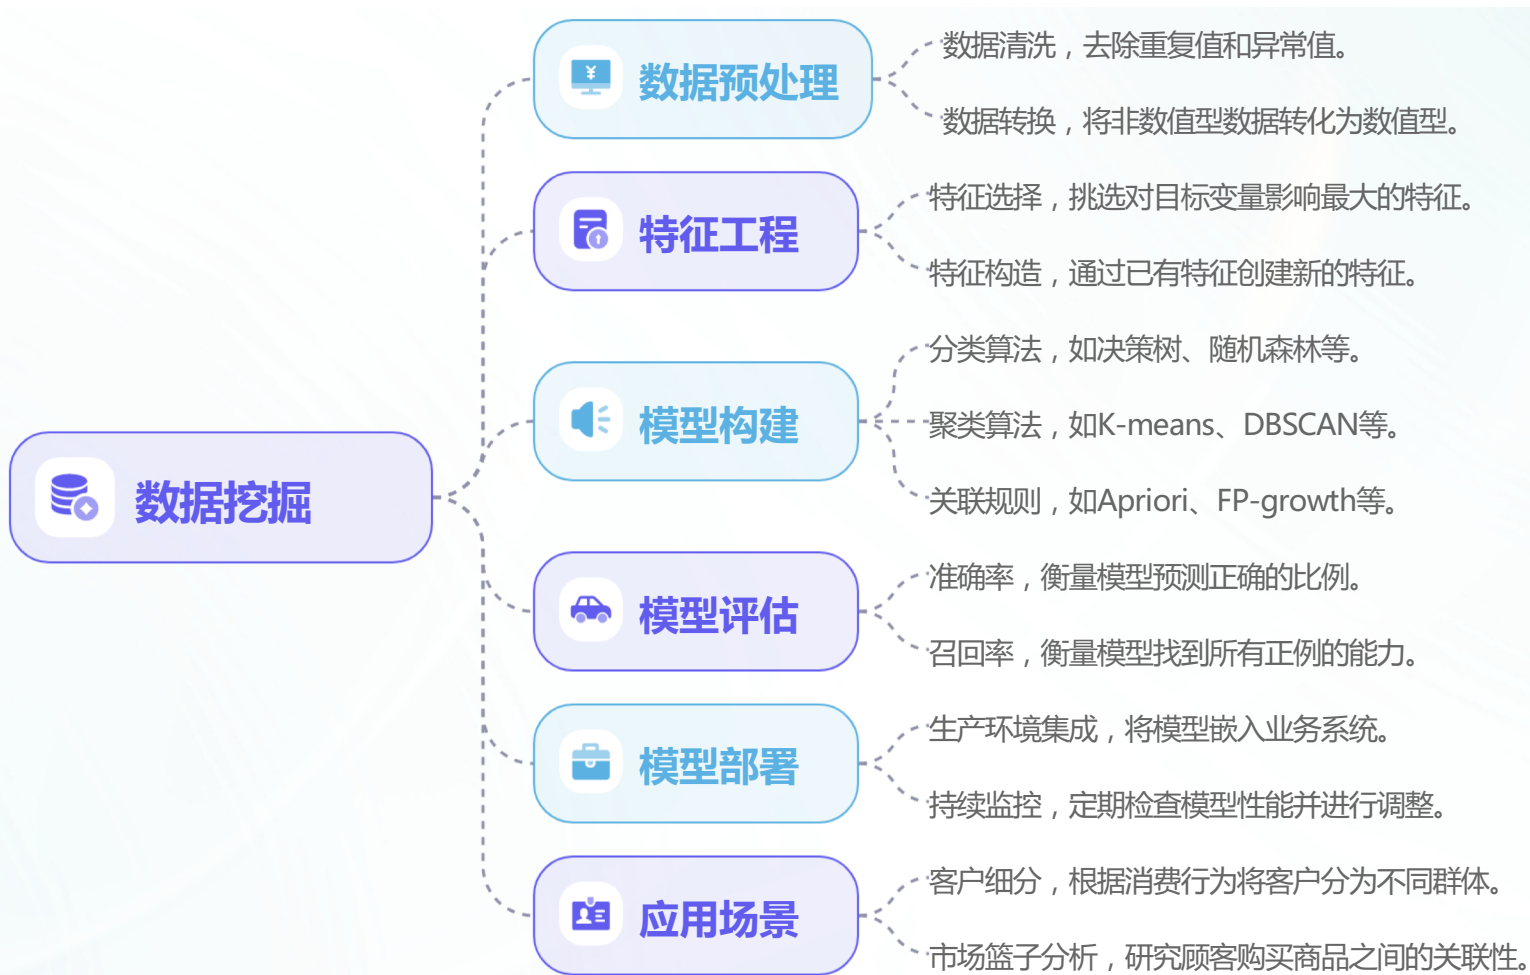 数据挖掘
数据预处理
数据清洗，去除重复值和异常值。
数据转换，将非数值型数据转化为数值型。
特征工程
特征选择，挑选对目标变量影响最大的特征。
特征构造，通过已有特征创建新的特征。
模型构建
分类算法，如决策树、随机森林等。
聚类算法，如K-means、DBSCAN等。
关联规则，如Apriori、FP-growth等。
模型评估
准确率，衡量模型预测正确的比例。
召回率，衡量模型找到所有正例的能力。
模型部署
生产环境集成，将模型嵌入业务系统。
持续监控，定期检查模型性能并进行调整。
应用场景
客户细分，根据消费行为将客户分为不同群体。
市场篮子分析，研究顾客购买商品之间的关联性。